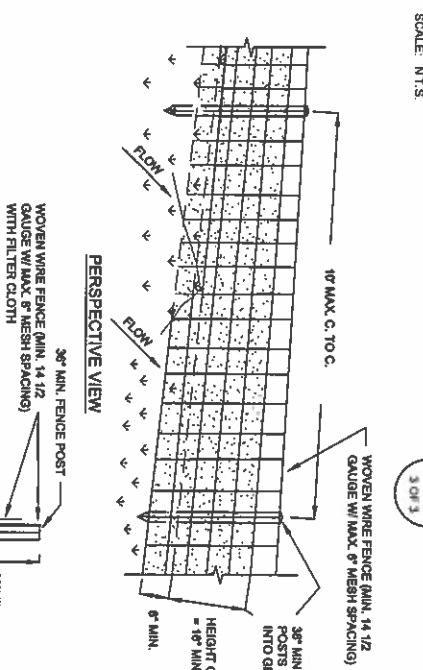 SCALE: N.T.S.
3 OF 3
10' MAX. C. TO C.
WOVEN WIRE FENCE (MIN. 14 1/2
GAUGE W/ MAX. 6" MESH SPACING)
36" MIN
POSTS
INTO
FLOW
FLOW
HEIGHT
= 16" MIN
6" MIN.
PERSPECTIVE VIEW
36" MIN. FENCE POST
WOVEN WIRE FENCE (MIN. 14 1/2
GAUGE W/ MAX. 6" MESH SPACING)
WITH FILTER CLOTH